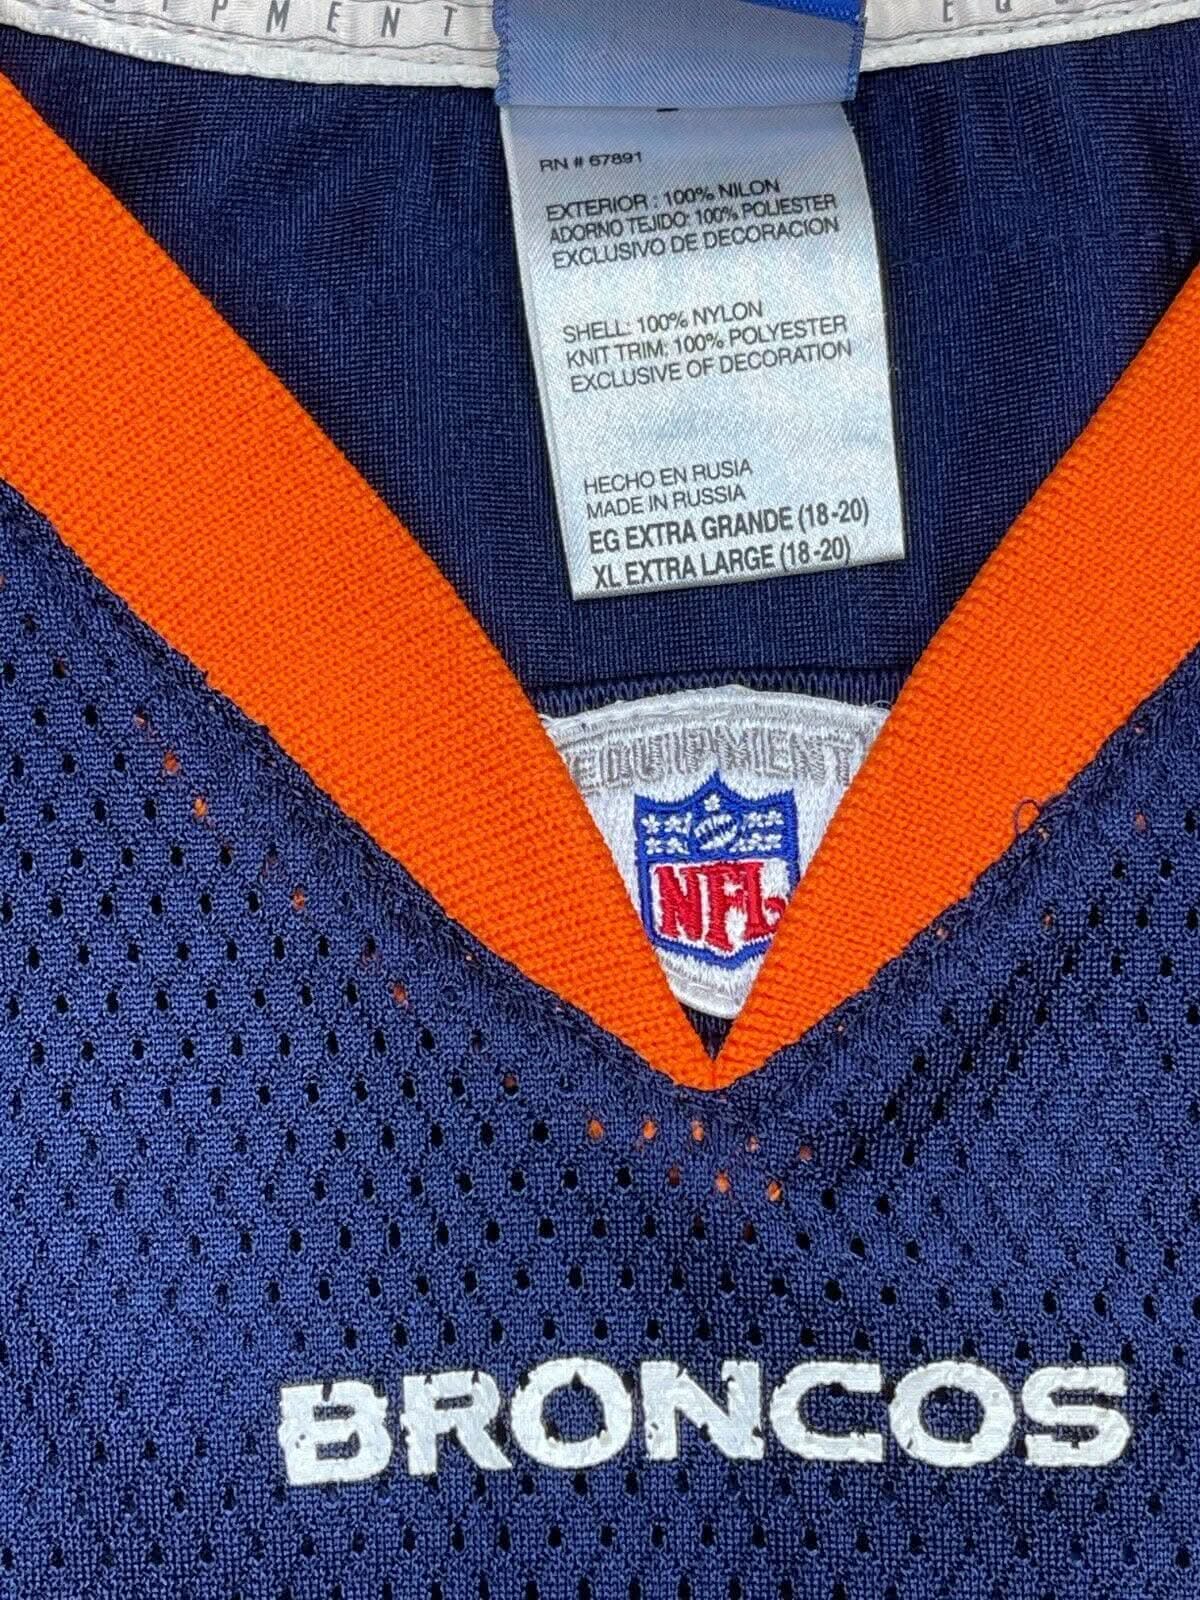 IPMENT
EQU
RN # 67891
EXTERIOR : 100% NILON
ADORNO TEJIDO: 100% POLIESTER
EXCLUSIVO DE DECORACION
SHELL: 100% NYLON
KNIT TRIM: 100% POLYESTER
EXCLUSIVE OF DECORATION
HECHO EN RUSIA
MADE IN RUSSIA
EG EXTRA GRANDE (18-20)
XL EXTRA LARGE (18-20)
EQUIPMENT
NFL
BRONCOS